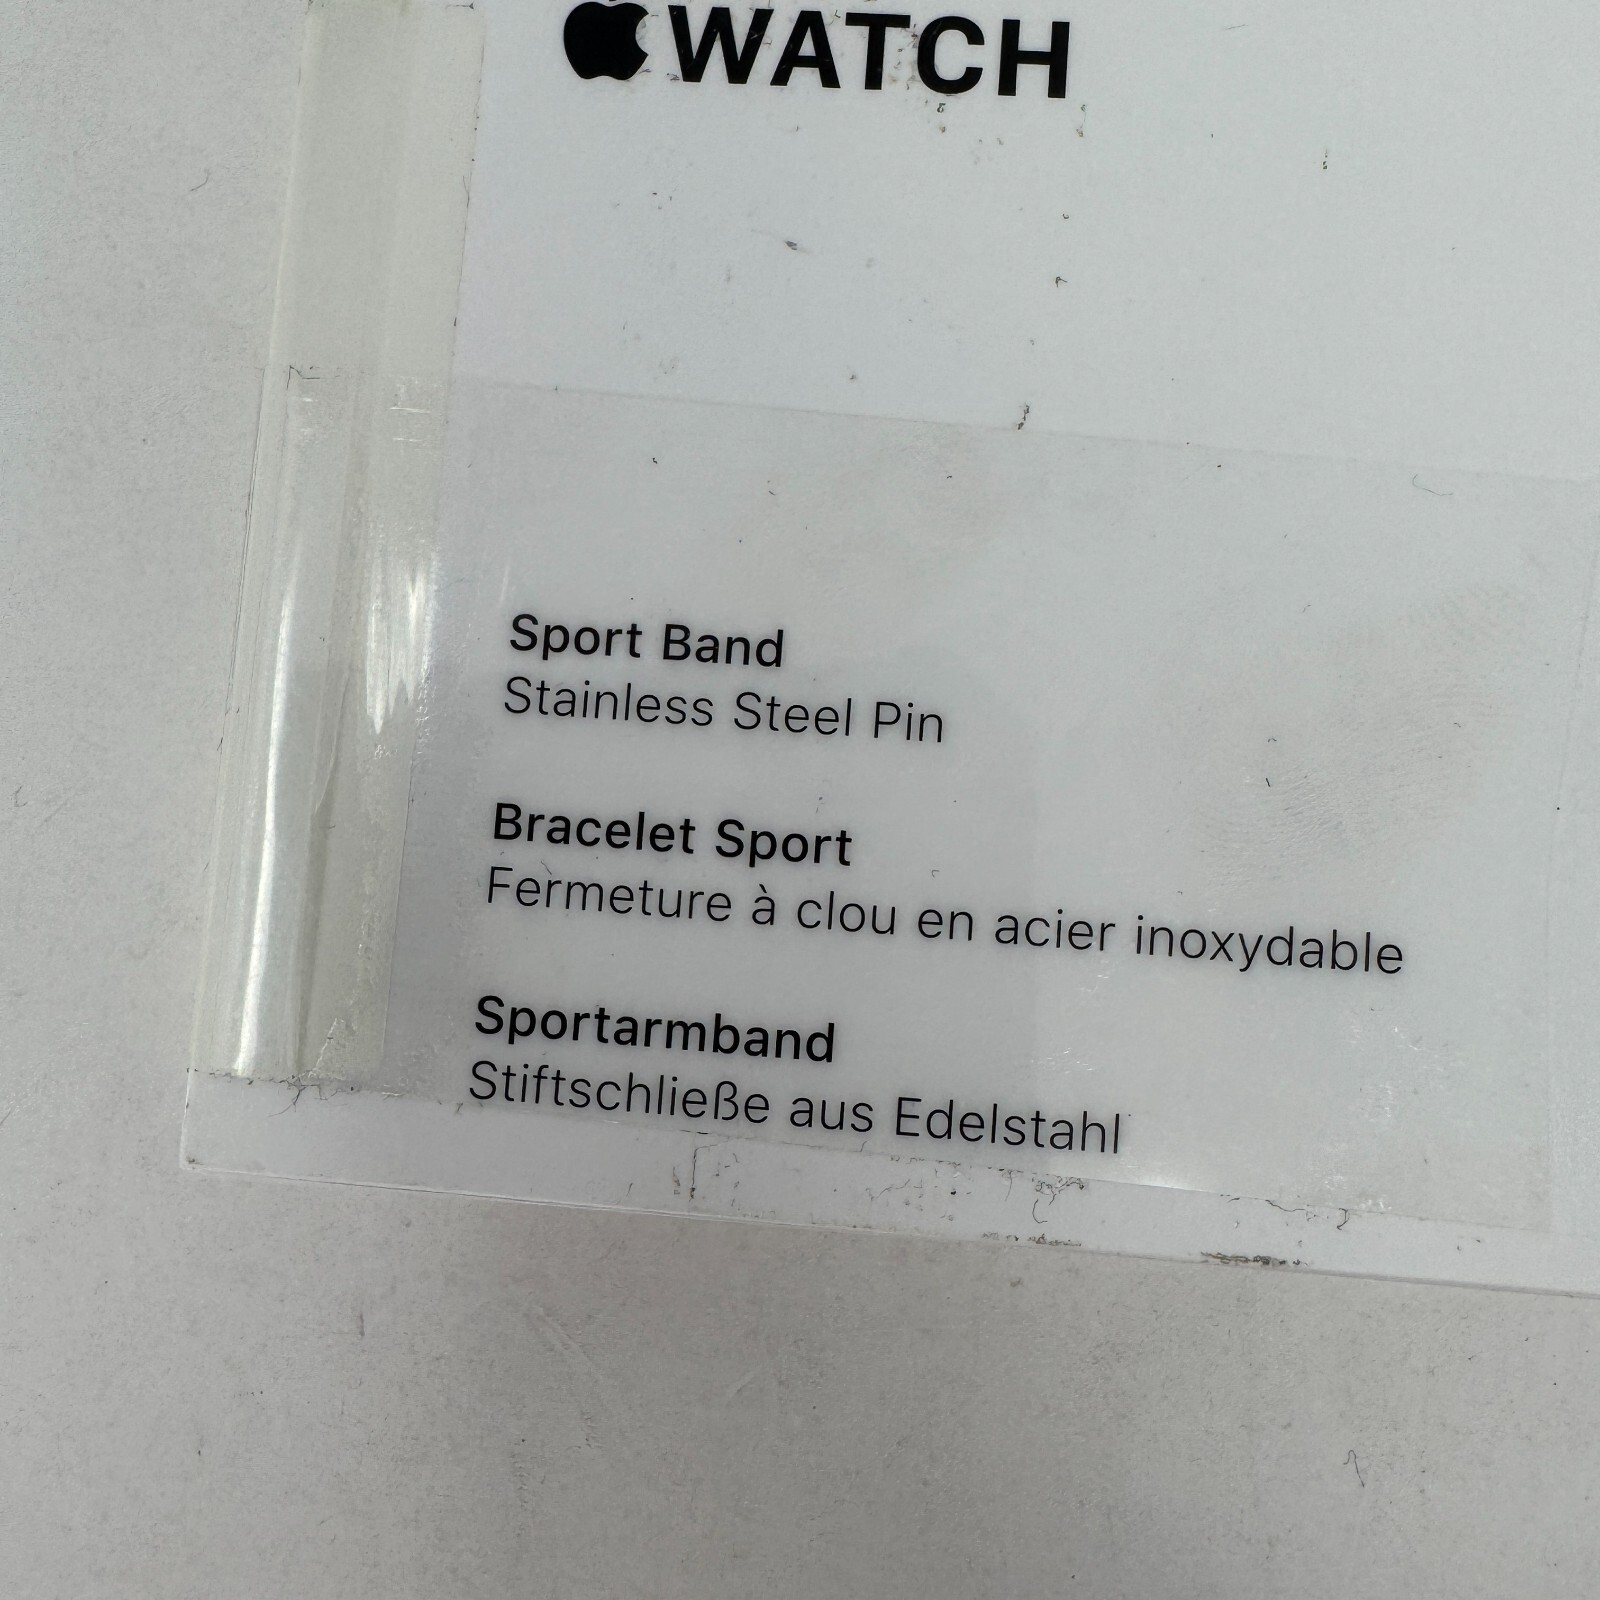 WATCH
Sport Band
Stainless Steel Pin
Bracelet Sport
Fermeture à clou en acier inoxydable
Sportarmband
Stiftschließe aus Edelstahl